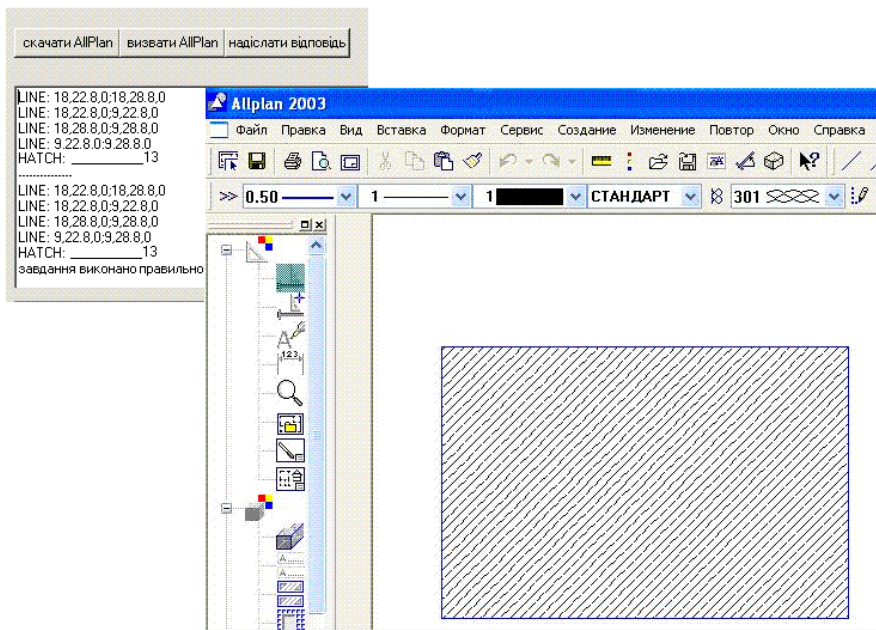 скачати AllPlan визвати AllPlan надіслати відповідь
LINE: 18,22.8,0;18,28.8,0
LINE: 18,22.8,0;9,22.8,0
LINE: 18,28.8,0;9,28.8,0
LINE: 9,22.8,0;9,28.8,0
HATCH: __________13
---------------
LINE: 18,22.8,0;18,28.8,0
LINE: 18,22.8,0;9,22.8,0
LINE: 18,28.8,0;9,28.8,0
LINE: 9,22.8,0;9,28.8,0
HATCH: __________13
завдання виконано правильно
Allplan 2003
Файл Правка Вид Вставка Формат Сервис Создание Изменение Повтор Окно Справка
>> 0.50 1 1 СТАНДАРТ 301
123
A
A